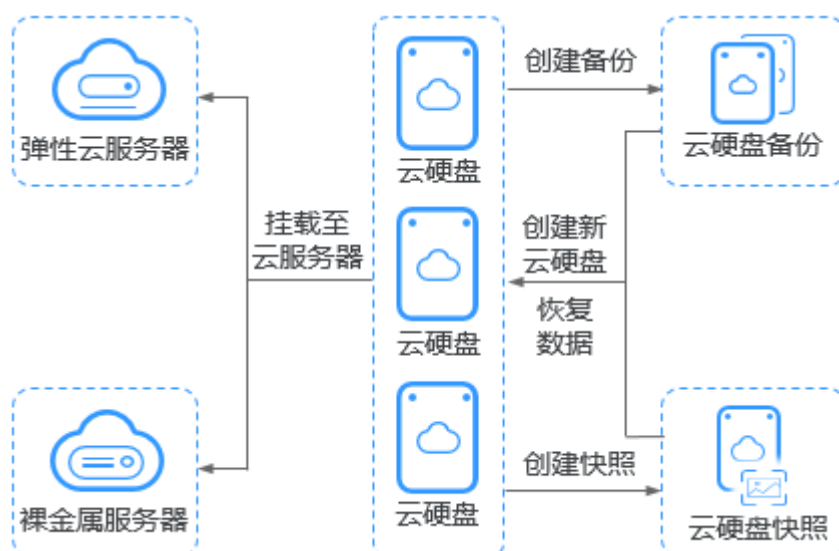 弹性云服务器
挂载至
云服务器
裸金属服务器
云硬盘
云硬盘
云硬盘
创建备份
创建新
云硬盘
恢复
数据
创建快照
云硬盘备份
云硬盘快照